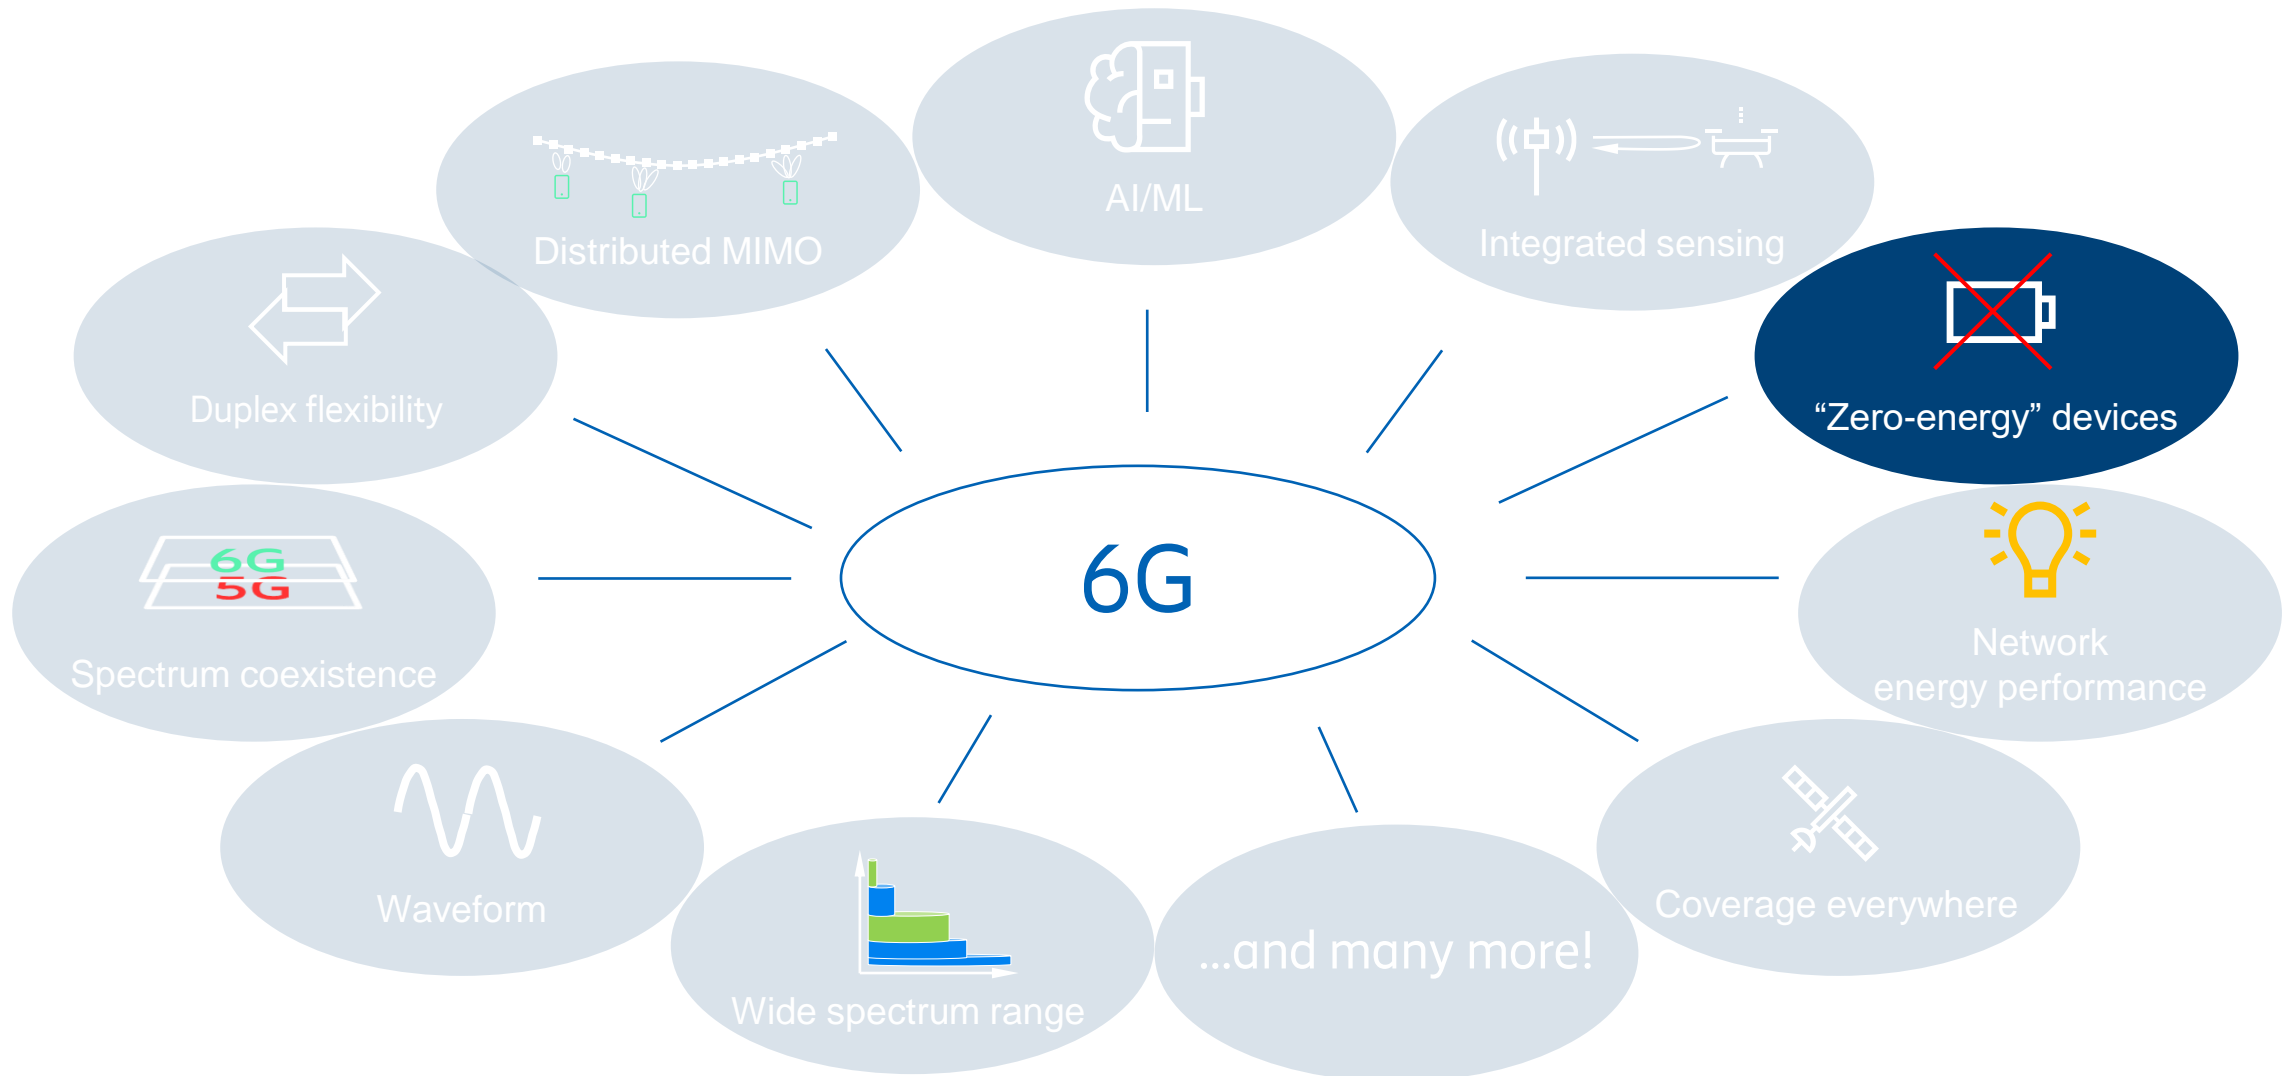 AI/ML
Distributed MIMO
Integrated sensing
Duplex flexibility
“Zero-energy” devices
6G
5G
Spectrum coexistence
6G
Network
energy performance
Waveform
Coverage everywhere
Wide spectrum range
...and many more!